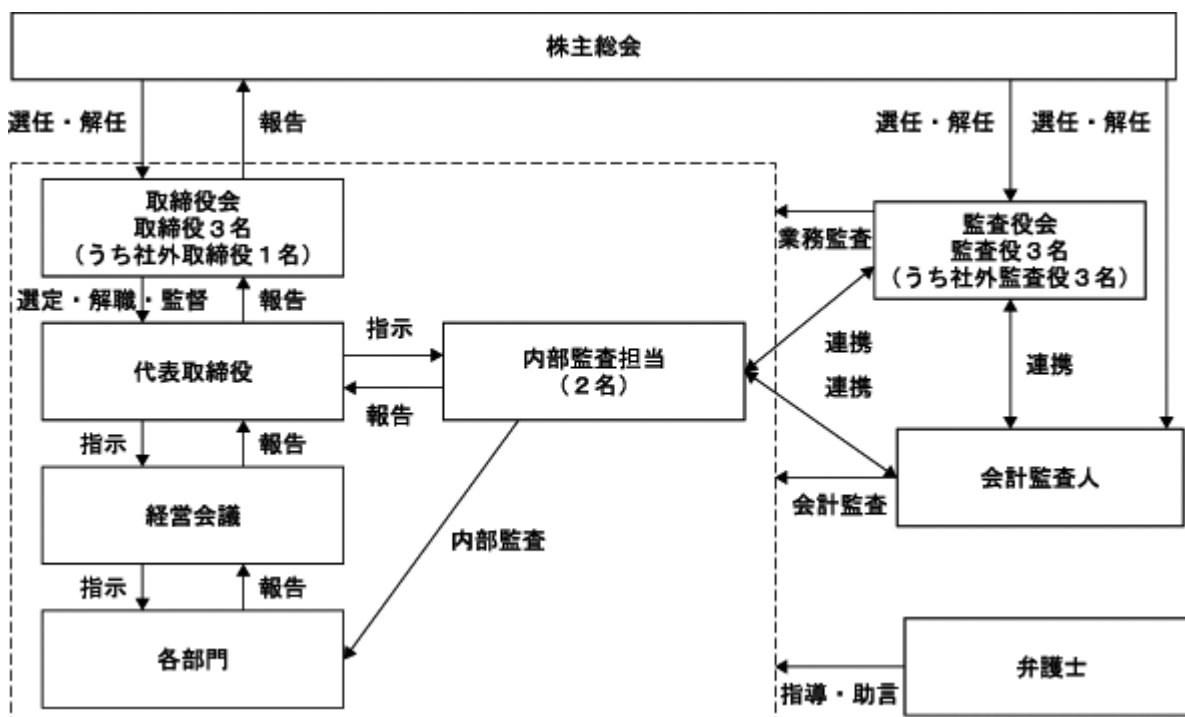 株主総会
選任・解任
報告
選任・解任
選任・解任
取締役会
取締役３名
（うち社外取締役１名）
業務監査
監査役会
監査役３名
（うち社外監査役３名）
選定・解職・監督
報告
代表取締役
指示
報告
内部監査担当
（２名）
連携
連携
連携
指示
報告
会計監査人
会計監査
経営会議
内部監査
指示
報告
各部門
弁護士
指導・助言